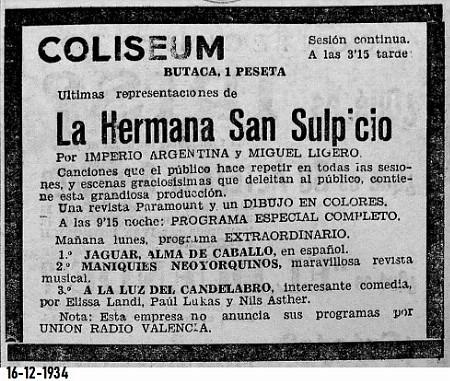 COLISEUM
Sesión continua.
A las 3'15 tarde
BUTACA, 1 PESETA
Ultimas representaciones de
La Hermana San Sulpicio
Por IMPERIO ARGENTINA y MIGUEL LIGERO.
Canciones que el público hace repetir en todas las sesio-
nes, y escenas graciosísimas que deleitan al público, contie-
ne esta grandiosa producción.
Una revista Paramount y un DIBUJO EN COLORES.
A las 9'15 noche: PROGRAMA ESPECIAL COMPLETO.
Mañana lunes, programa EXTRAORDINARIO.
1.º JAGUAR, ALMA DE CABALLO, en español.
2.º MANIQUIES NEOYORQUINOS, maravillosa revista
musical.
3.º A LA LUZ DEL CANDELABRO, interesante comedia,
por Elissa Landi, Paúl Lukas y Nils Asther.
Nota: Esta empresa no anuncia sus programas por
UNION RADIO VALENCIA.
16-12-1934